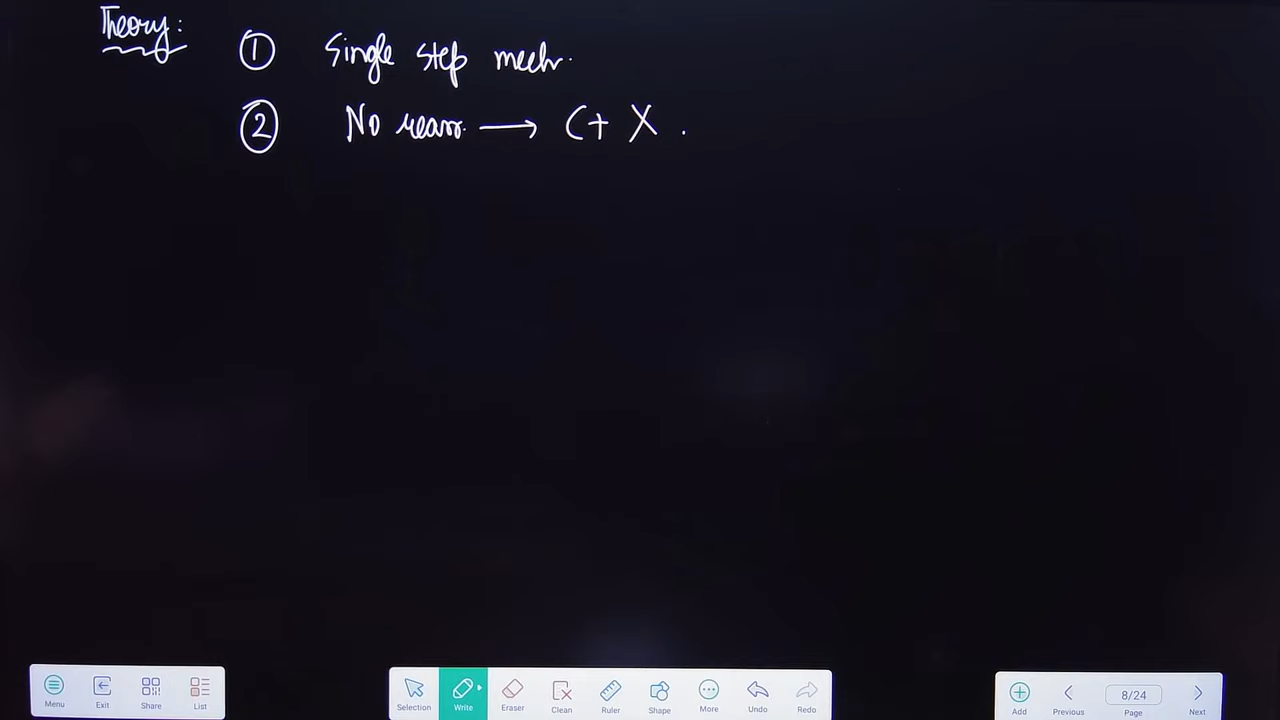 Theory:
① Single step mech.
② No rearr. → C+ X .
Menu Exit Share List
Selection Write Eraser Clean Ruler Shape More Undo Redo
Add Previous 8/24 Page Next